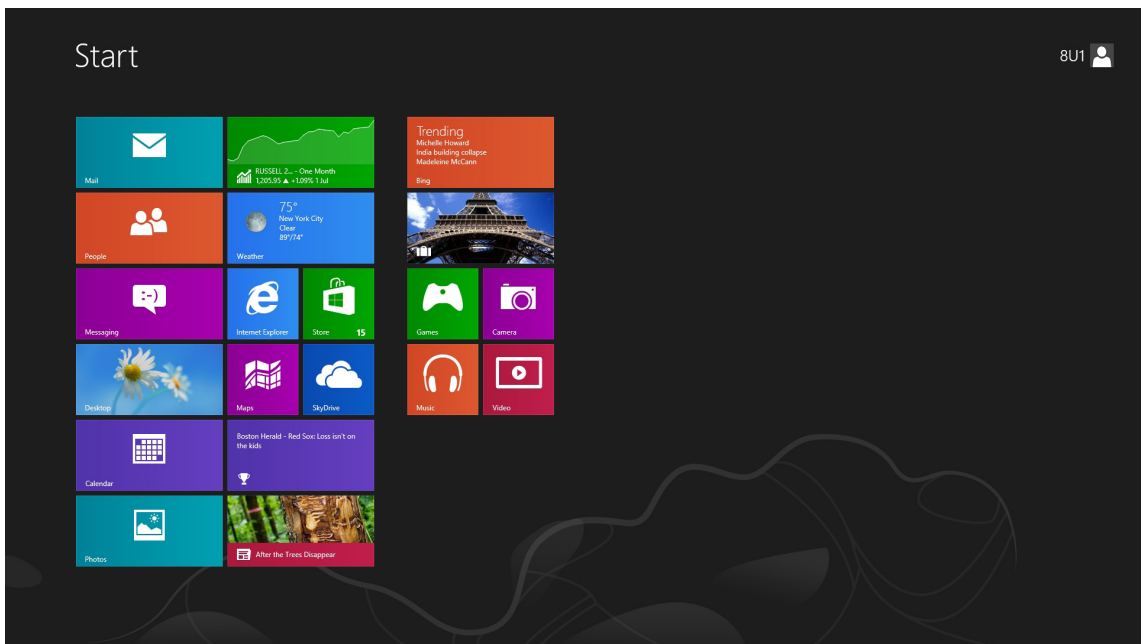 Start
8U1
Mail
RUSSELL 2... - One Month
1,205.95 ▲ +1.09% 1 Jul
Trending
Michelle Howard
India building collapse
Madeleine McCann
Bing
People
75°
New York City
Clear
89°/74°
Weather
Messaging
:-)
Internet Explorer
Store
15
Games
Camera
Desktop
Maps
SkyDrive
Music
Video
Calendar
Boston Herald - Red Sox: Loss isn't on
the kids
Photos
After the Trees Disappear